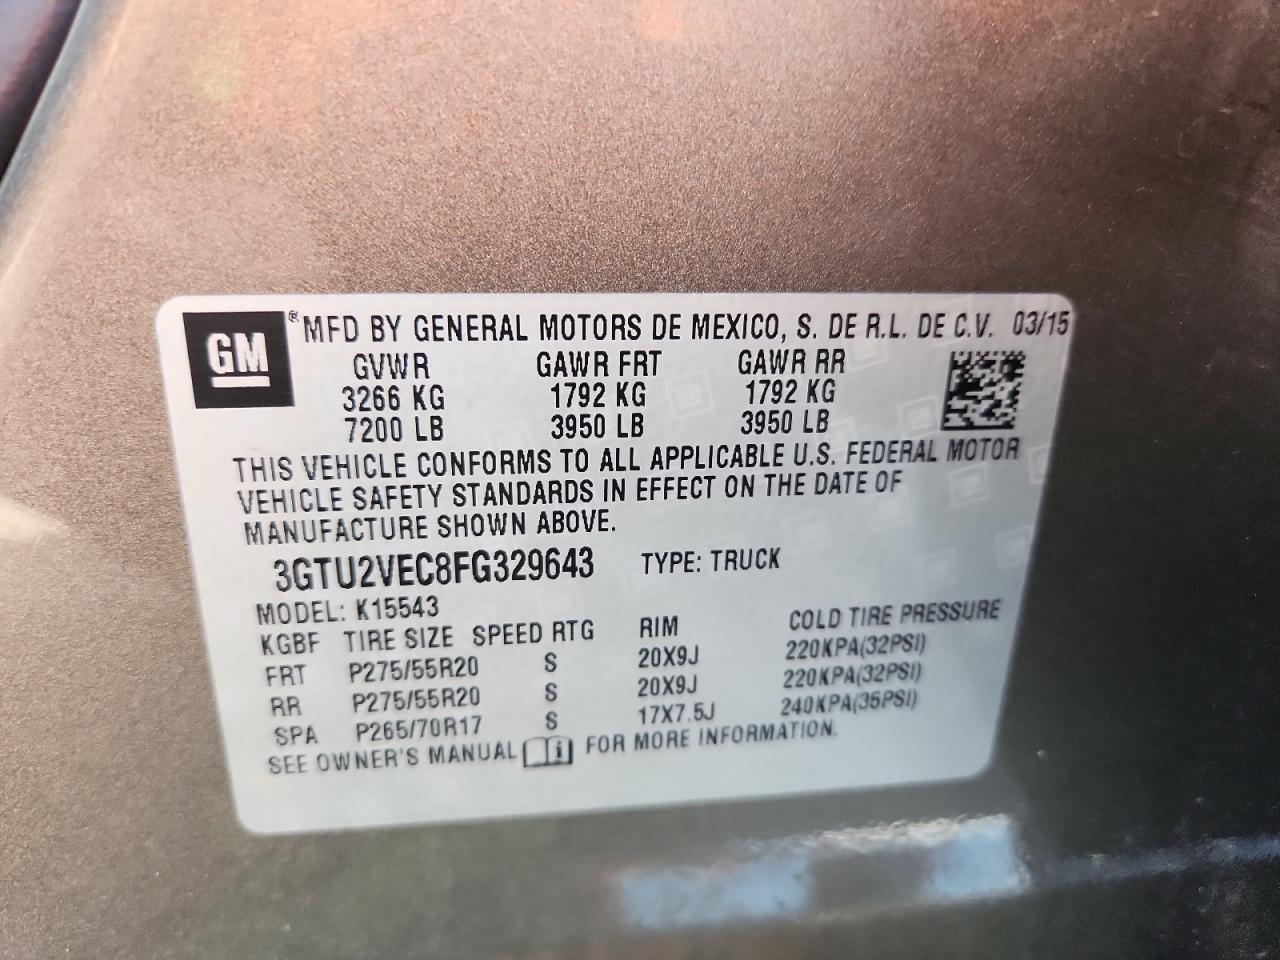 GM® MFD BY GENERAL MOTORS DE MEXICO, S. DE R.L. DE C.V. 03/15
GVWR GAWR FRT GAWR RR
3266 KG 1792 KG 1792 KG
7200 LB 3950 LB 3950 LB
THIS VEHICLE CONFORMS TO ALL APPLICABLE U.S. FEDERAL MOTOR
VEHICLE SAFETY STANDARDS IN EFFECT ON THE DATE OF
MANUFACTURE SHOWN ABOVE.
3GTU2VEC8FG329643 TYPE: TRUCK
MODEL: K15543
KGBF TIRE SIZE SPEED RTG RIM COLD TIRE PRESSURE
FRT P275/55R20 S 20X9J 220KPA(32PSI)
RR P275/55R20 S 20X9J 220KPA(32PSI)
SPA P265/70R17 S 17X7.5J 240KPA(35PSI)
SEE OWNER'S MANUAL i FOR MORE INFORMATION.